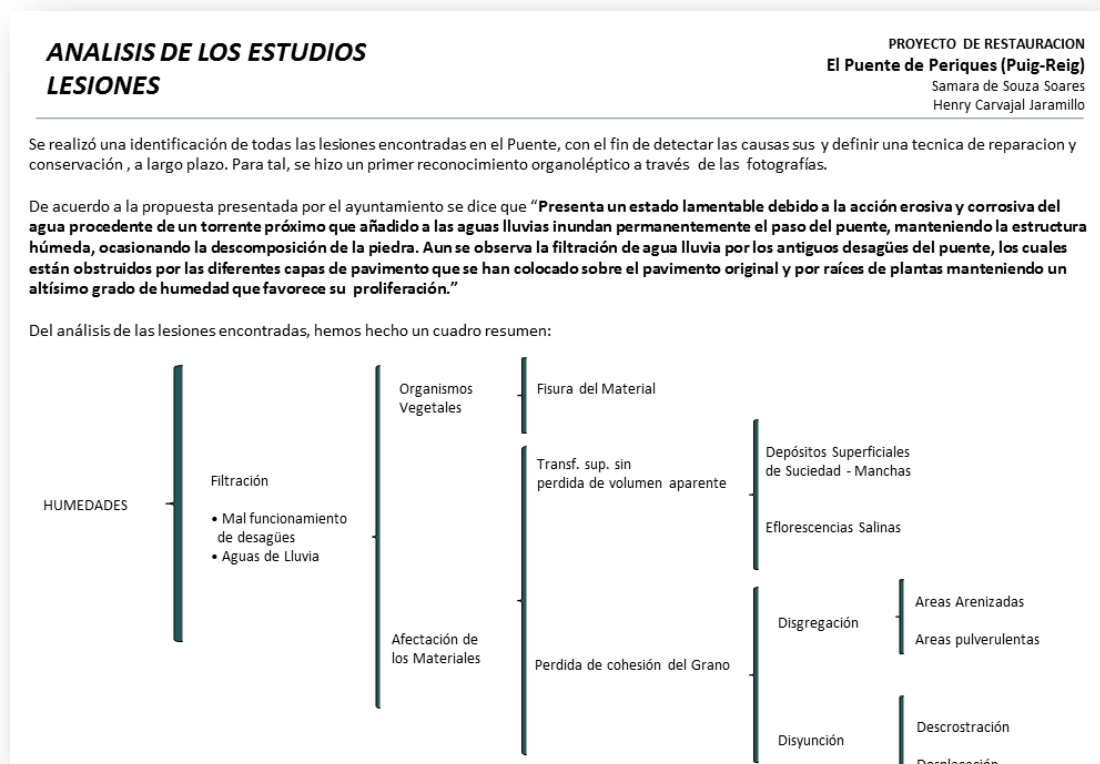 ANALISIS DE LOS ESTUDIOS
LESIONES
PROYECTO DE RESTAURACION
El Puente de Periques (Puig-Reig)
Samara de Souza Soares
Henry Carvajal Jaramillo
Se realizó una identificación de todas las lesiones encontradas en el Puente, con el fin de detectar las causas sus y definir una tecnica de reparacion y
conservación , a largo plazo. Para tal, se hizo un primer reconocimiento organoléptico a través de las fotografías.
De acuerdo a la propuesta presentada por el ayuntamiento se dice que “Presenta un estado lamentable debido a la acción erosiva y corrosiva del
agua procedente de un torrente próximo que añadido a las aguas lluvias inundan permanentemente el paso del puente, manteniendo la estructura
húmeda, ocasionando la descomposición de la piedra. Aun se observa la filtración de agua lluvia por los antiguos desagües del puente, los cuales
están obstruidos por las diferentes capas de pavimento que se han colocado sobre el pavimento original y por raíces de plantas manteniendo un
altísimo grado de humedad que favorece su proliferación.”
Del análisis de las lesiones encontradas, hemos hecho un cuadro resumen:
HUMEDADES
Filtración
• Mal funcionamiento
de desagües
• Aguas de Lluvia
Organismos
Vegetales
Afectación de
los Materiales
Fisura del Material
Transf. sup. sin
perdida de volumen aparente
Perdida de cohesión del Grano
Depósitos Superficiales
de Suciedad - Manchas
Eflorescencias Salinas
Disgregación
Disyunción
Areas Arenizadas
Areas pulverulentas
Descrostración
Desplacación